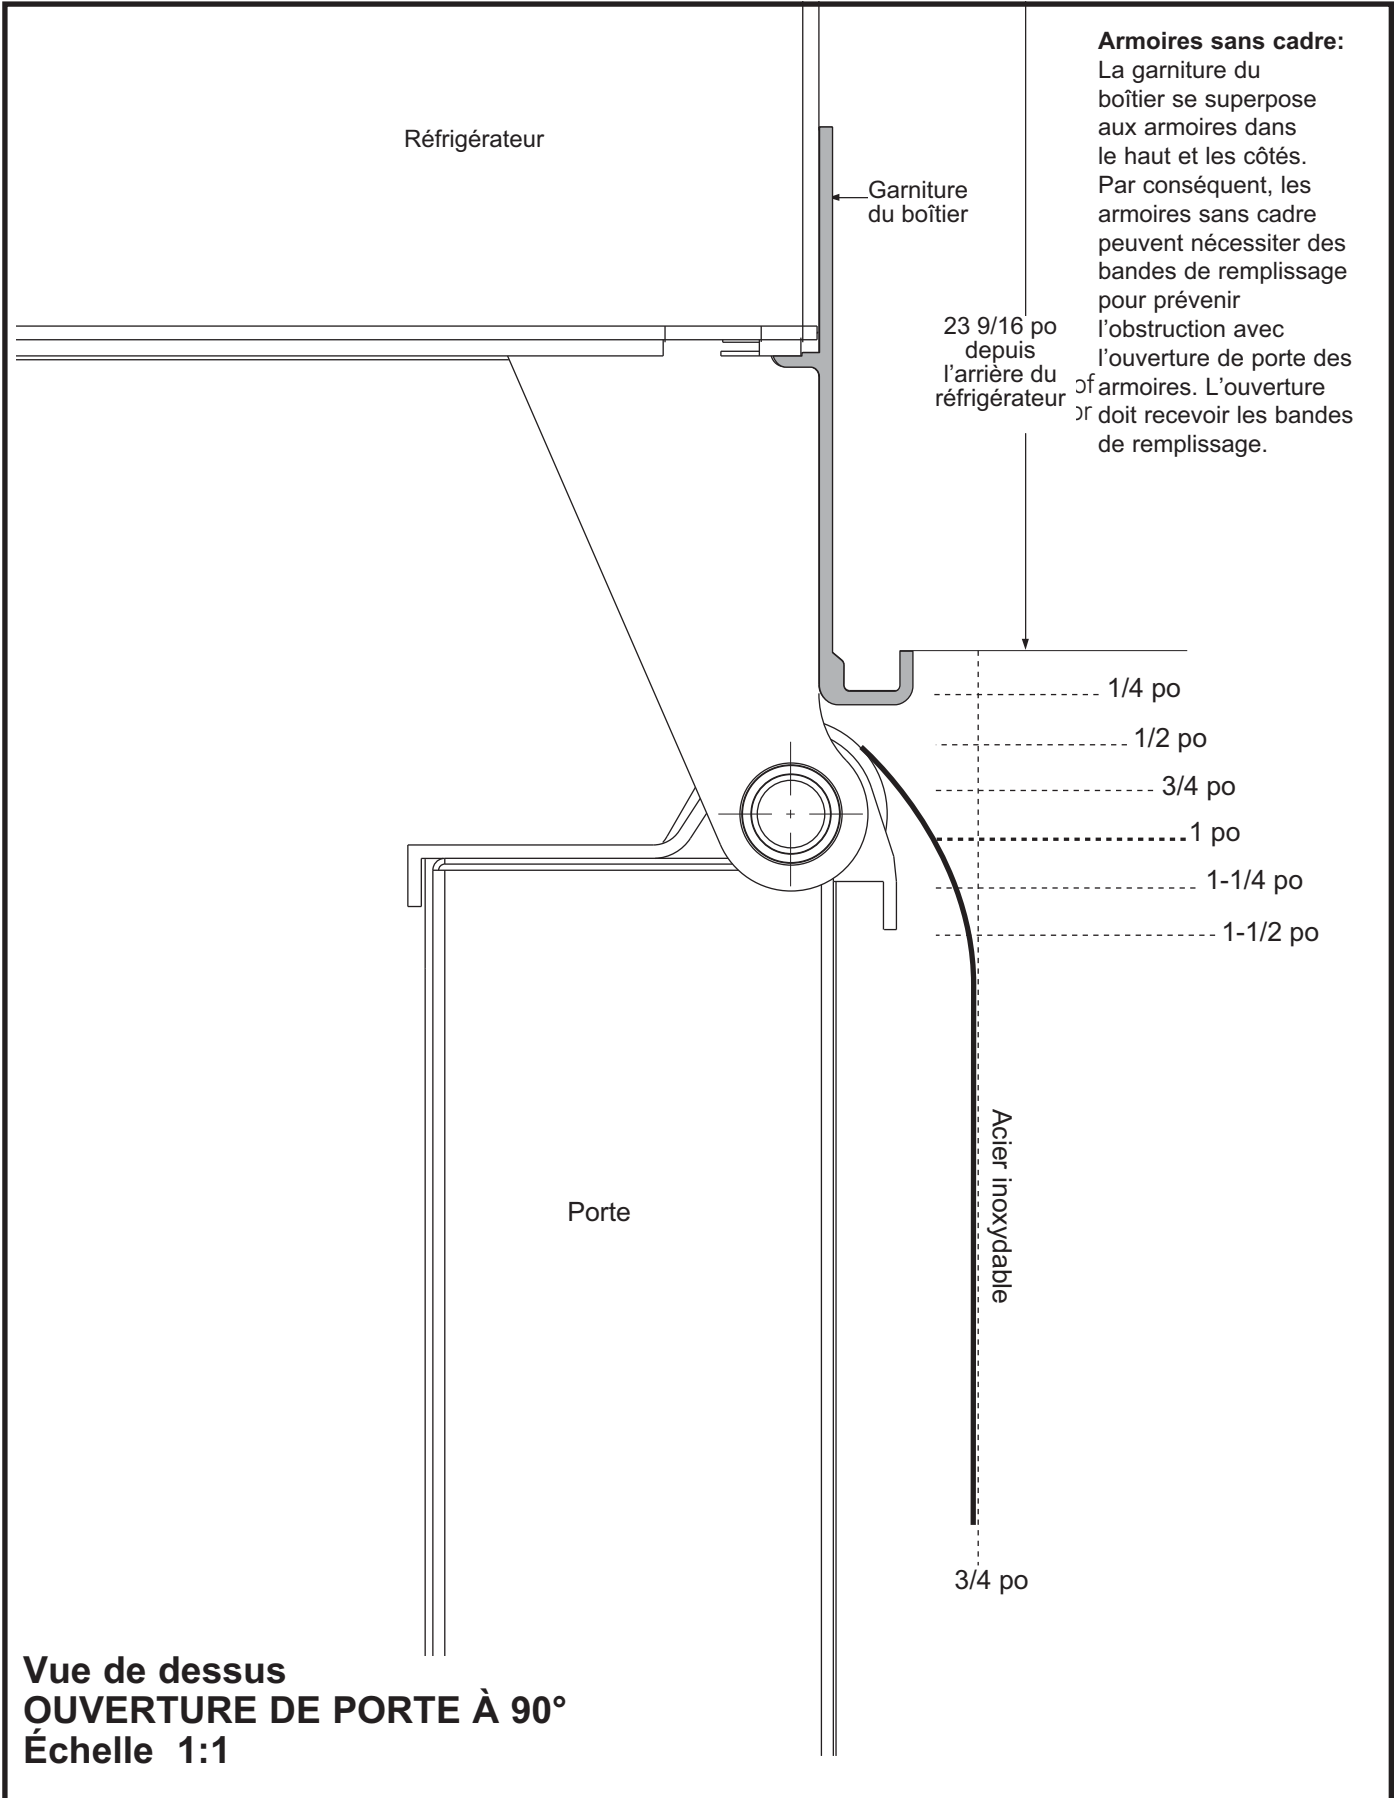 Armoires sans cadre:
La garniture du
boîtier se superpose
aux armoires dans
le haut et les côtés.
Par conséquent, les
armoires sans cadre
peuvent nécessiter des
bandes de remplissage
pour prévenir
l'obstruction avec
l'ouverture de porte des
armoires. L'ouverture
doit recevoir les bandes
de remplissage.
Réfrigérateur
Garniture
du boîtier
23 9/16 po
depuis
l'arrière du
réfrigérateur
of
or
1/4 po
1/2 po
3/4 po
1 po
1-1/4 po
1-1/2 po
Acier inoxydable
Porte
3/4 po
Vue de dessus
OUVERTURE DE PORTE À 90°
Échelle 1:1